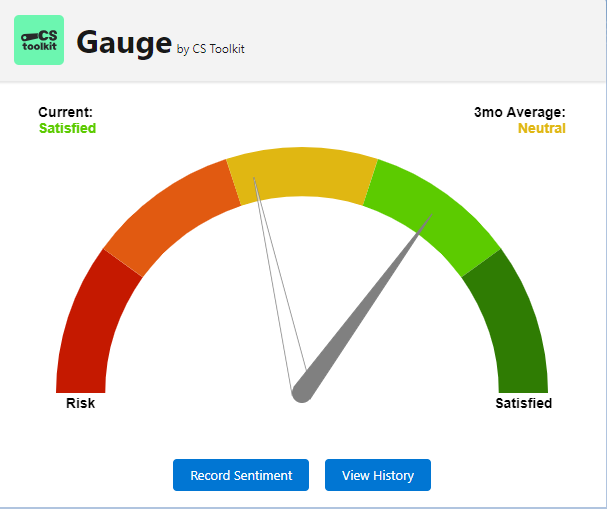 CS
toolkit
Gauge by CS Toolkit
Current:
Satisfied
3mo Average:
Neutral
Risk
Satisfied
Record Sentiment
View History